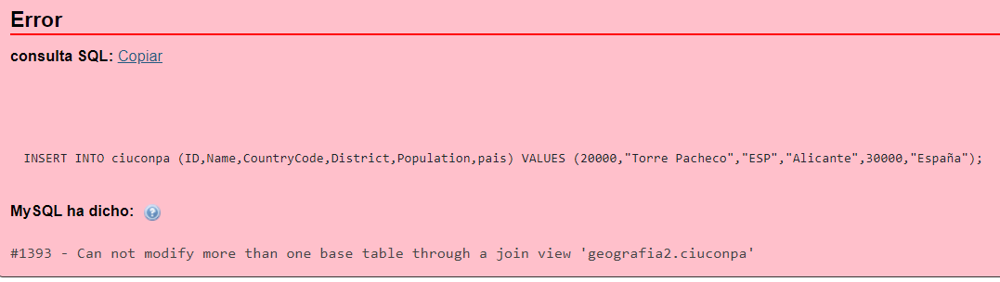 Error
consulta SQL: Copiar
INSERT INTO ciuconpa (ID,Name,CountryCode,District,Population,pais) VALUES (20000,"Torre Pacheco","ESP","Alicante",30000,"España");
MySQL ha dicho:
#1393 - Can not modify more than one base table through a join view 'geografia2.ciuconpa'